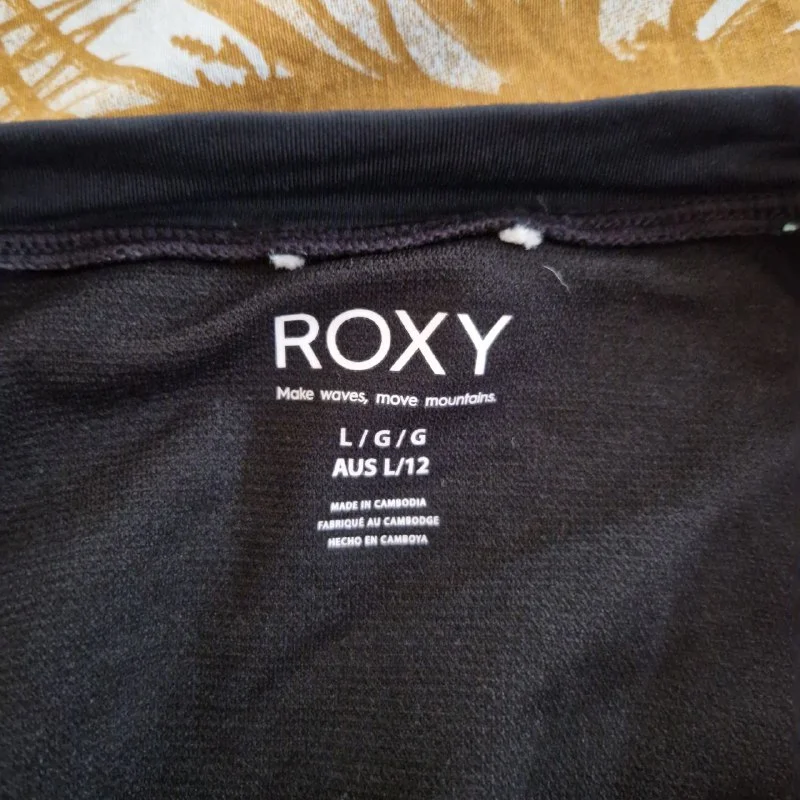 ROXY
Make waves, move mountains.
L / G / G
AUS L/12
MADE IN CAMBODIA
FABRIQUÉ AU CAMBODGE
HECHO EN CAMBOYA